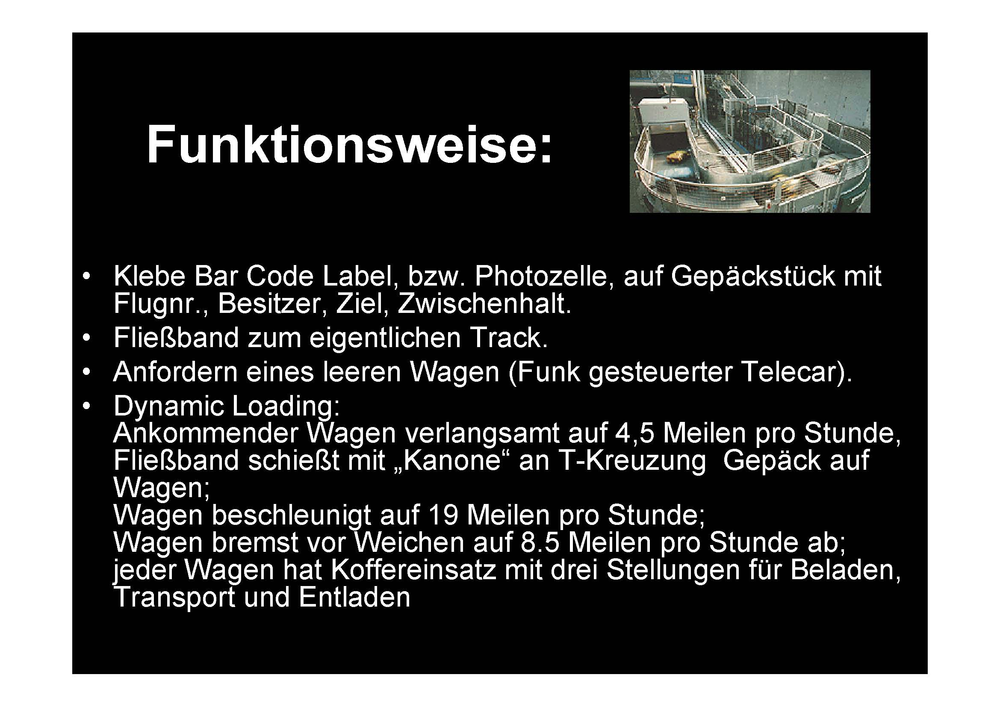 Funktionsweise:
• Klebe Bar Code Label, bzw. Photozelle, auf Gepäckstück mit
Flugnr., Besitzer, Ziel, Zwischenhalt.
• Fließband zum eigentlichen Track.
• Anfordern eines leeren Wagen (Funk gesteuerter Telecar).
• Dynamic Loading:
Ankommender Wagen verlangsamt auf 4,5 Meilen pro Stunde,
Fließband schießt mit „Kanone“ an T-Kreuzung Gepäck auf
Wagen;
Wagen beschleunigt auf 19 Meilen pro Stunde;
Wagen bremst vor Weichen auf 8.5 Meilen pro Stunde ab;
jeder Wagen hat Koffereinsatz mit drei Stellungen für Beladen,
Transport und Entladen